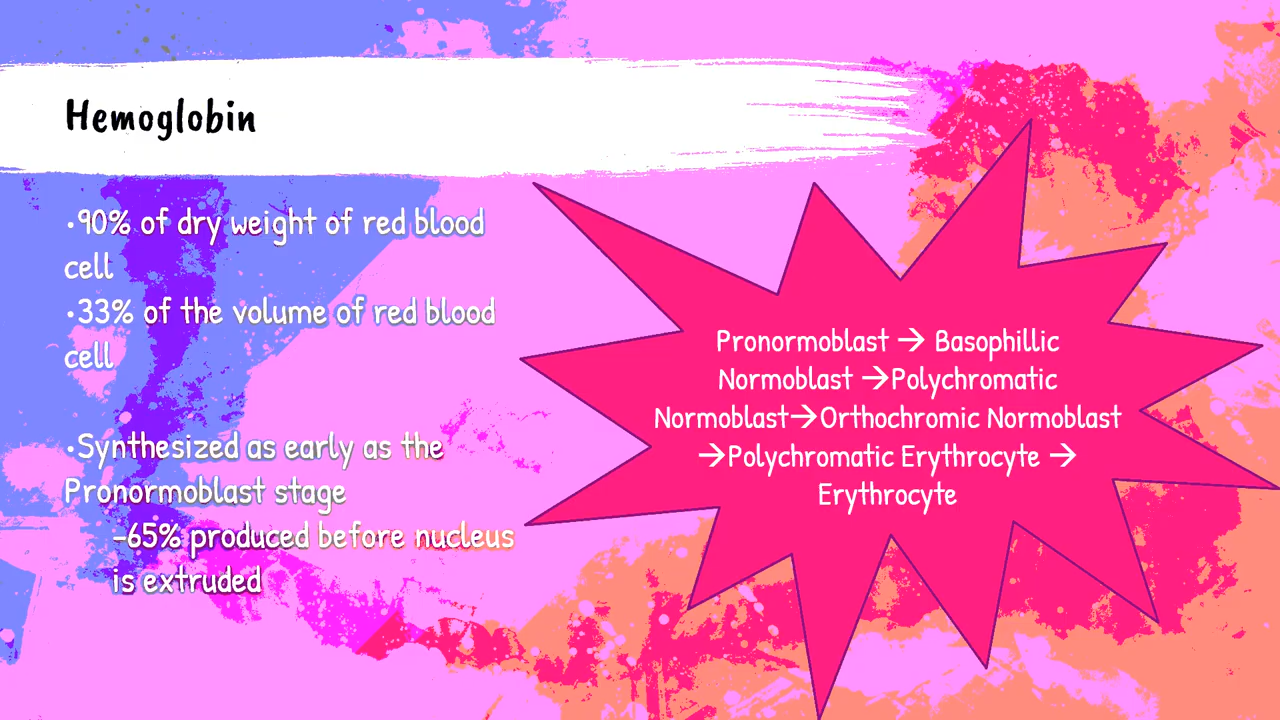 Hemoglobin
•90% of dry weight of red blood
cell
•33% of the volume of red blood
cell
•Synthesized as early as the
Pronormoblast stage
–65% produced before nucleus
is extruded
Pronormoblast → Basophillic
Normoblast →Polychromatic
Normoblast→Orthochromic Normoblast
→Polychromatic Erythrocyte →
Erythrocyte